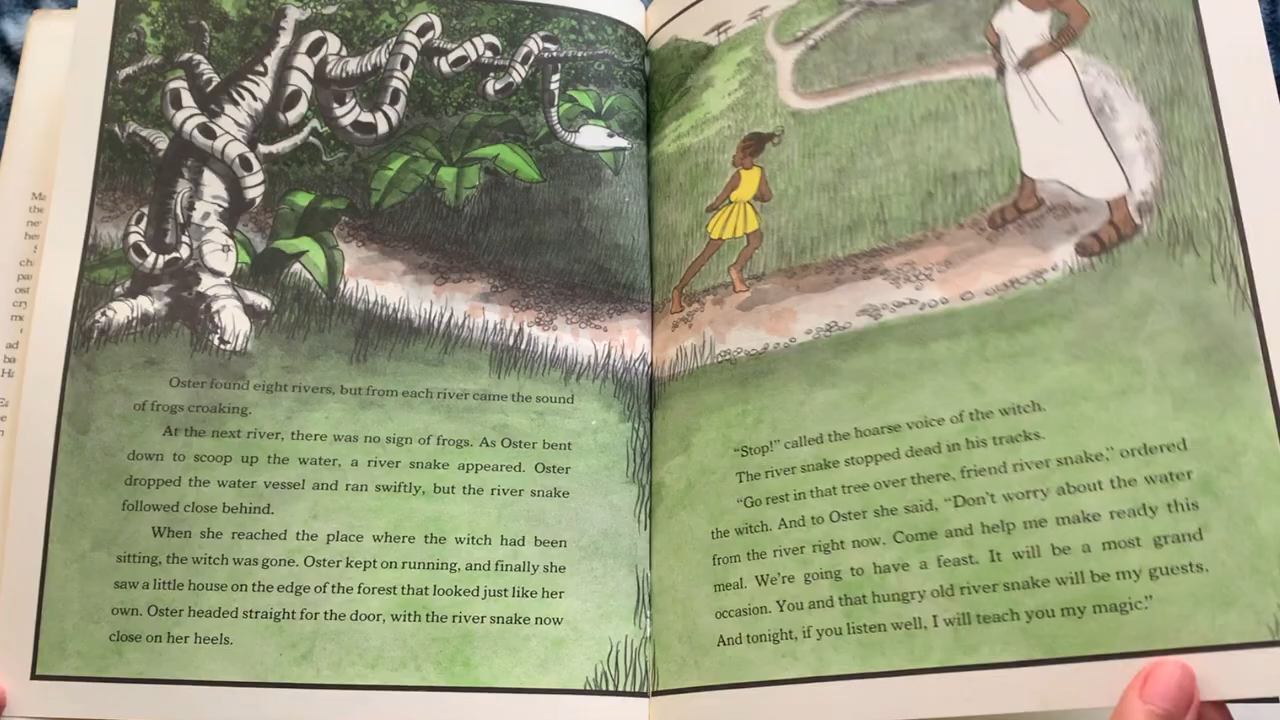 Oster found eight rivers, but from each river came the sound
of frogs croaking.
At the next river, there was no sign of frogs. As Oster bent
down to scoop up the water, a river snake appeared. Oster
dropped the water vessel and ran swiftly, but the river snake
followed close behind.
When she reached the place where the witch had been
sitting, the witch was gone. Oster kept on running, and finally she
saw a little house on the edge of the forest that looked just like her
own. Oster headed straight for the door, with the river snake now
close on her heels.
“Stop!” called the hoarse voice of the witch.
The river snake stopped dead in his tracks.
“Go rest in that tree over there, friend river snake,” ordered
the witch. And to Oster she said, “Don’t worry about the water
from the river right now. Come and help me make ready this
meal. We’re going to have a feast. It will be a most grand
occasion. You and that hungry old river snake will be my guests.
And tonight, if you listen well, I will teach you my magic.”